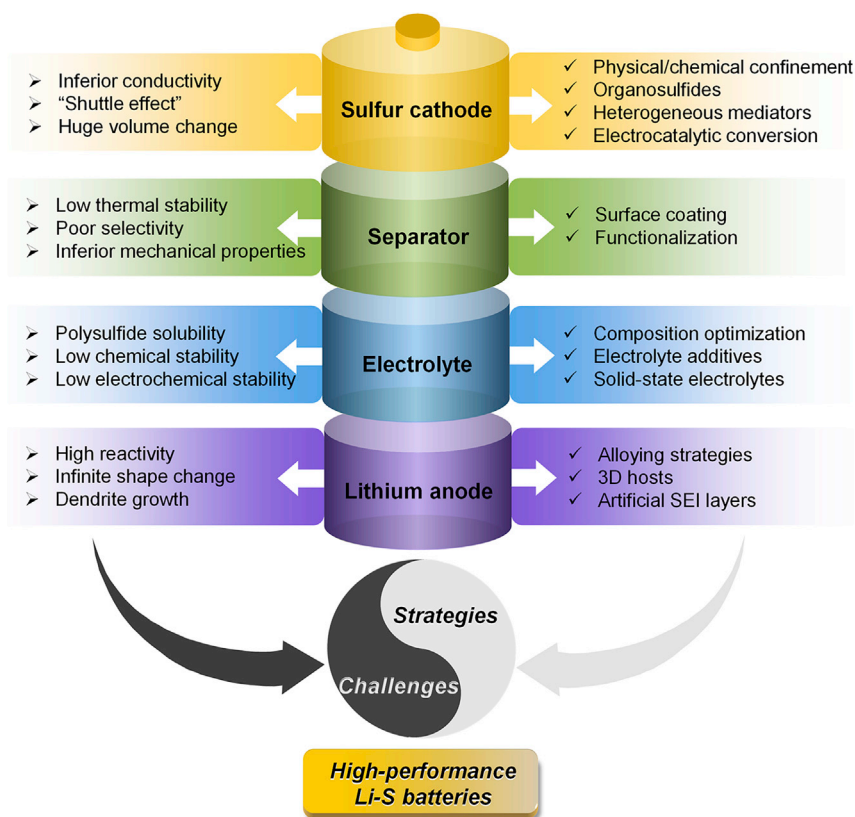 Inferior conductivity
“Shuttle effect”
Huge volume change
Sulfur cathode
Physical/chemical confinement
Organosulfides
Heterogeneous mediators
Electrocatalytic conversion
Low thermal stability
Poor selectivity
Inferior mechanical properties
Separator
Surface coating
Functionalization
Polysulfide solubility
Low chemical stability
Low electrochemical stability
Electrolyte
Composition optimization
Electrolyte additives
Solid-state electrolytes
High reactivity
Infinite shape change
Dendrite growth
Lithium anode
Alloying strategies
3D hosts
Artificial SEI layers
Strategies
Challenges
High-performance
Li-S batteries